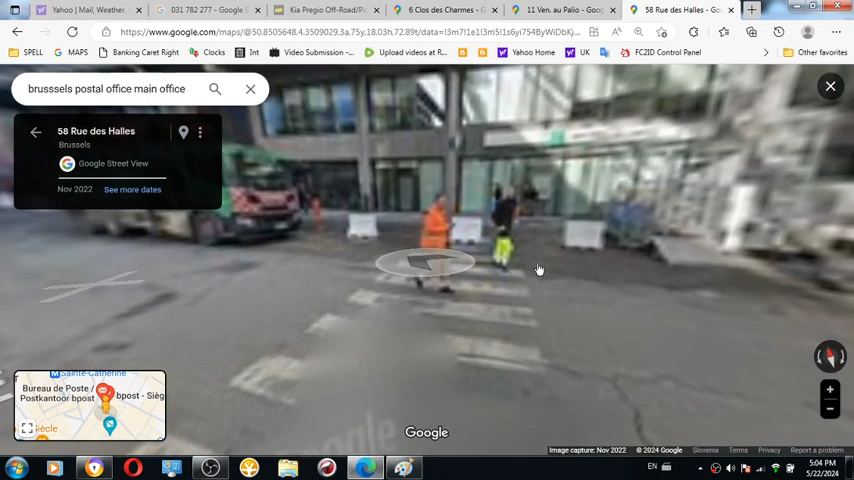 Yahoo | Mail, Weather,
031 782 277 - Google S
Kia Pregio Off-Road/Pic
6 Clos des Charmes - G
11 Ven. au Palio - Goog
58 Rue des Halles - Goo
https://www.google.com/maps/@50.8505648,4.3509029,3a,75y,18.03h,72.89t/data=!3m7!1e1!3m5!1s6yi754ByWiDbKj...
SPELL
MAPS
Banking Caret Right
Clocks
Int
Video Submission -...
Upload videos at R...
Yahoo Home
UK
FC2ID Control Panel
Other favorites
brusssels postal office main office
58 Rue des Halles
Brussels
Google Street View
Nov 2022 See more dates
Sainte-Catherine
Bureau de Poste /
Postkantoor bpost
bpost - Sièg
siècle
Google
Image capture: Nov 2022 © 2024 Google Slovenia Terms Privacy Report a problem
EN
5:04 PM
5/22/2024